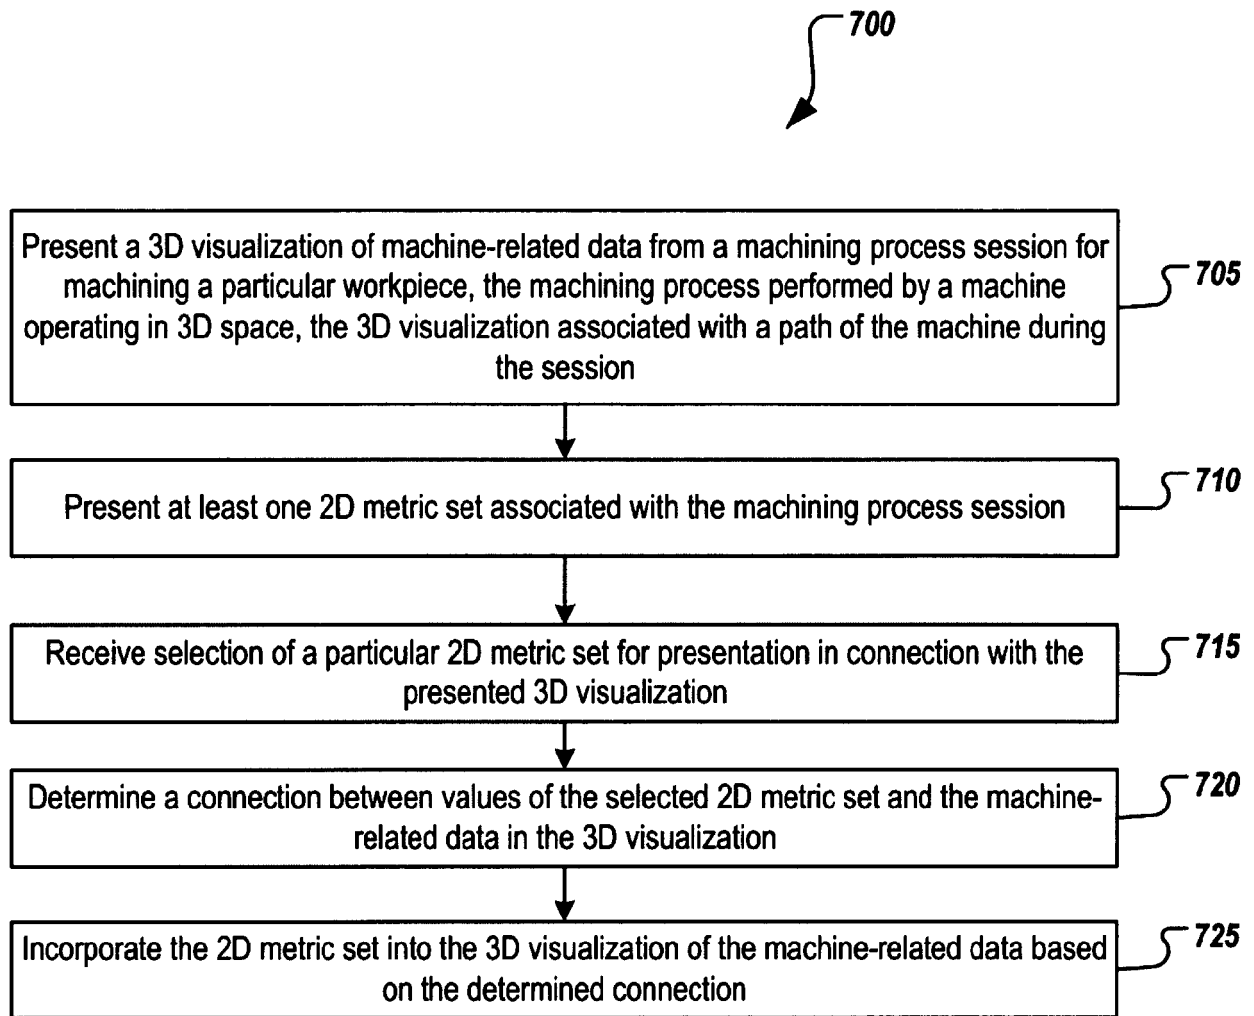 700
Present a 3D visualization of machine-related data from a machining process session for
machining a particular workpiece, the machining process performed by a machine
operating in 3D space, the 3D visualization associated with a path of the machine during
the session
705
Present at least one 2D metric set associated with the machining process session
710
Receive selection of a particular 2D metric set for presentation in connection with the
presented 3D visualization
715
Determine a connection between values of the selected 2D metric set and the machine-
related data in the 3D visualization
720
Incorporate the 2D metric set into the 3D visualization of the machine-related data based
on the determined connection
725